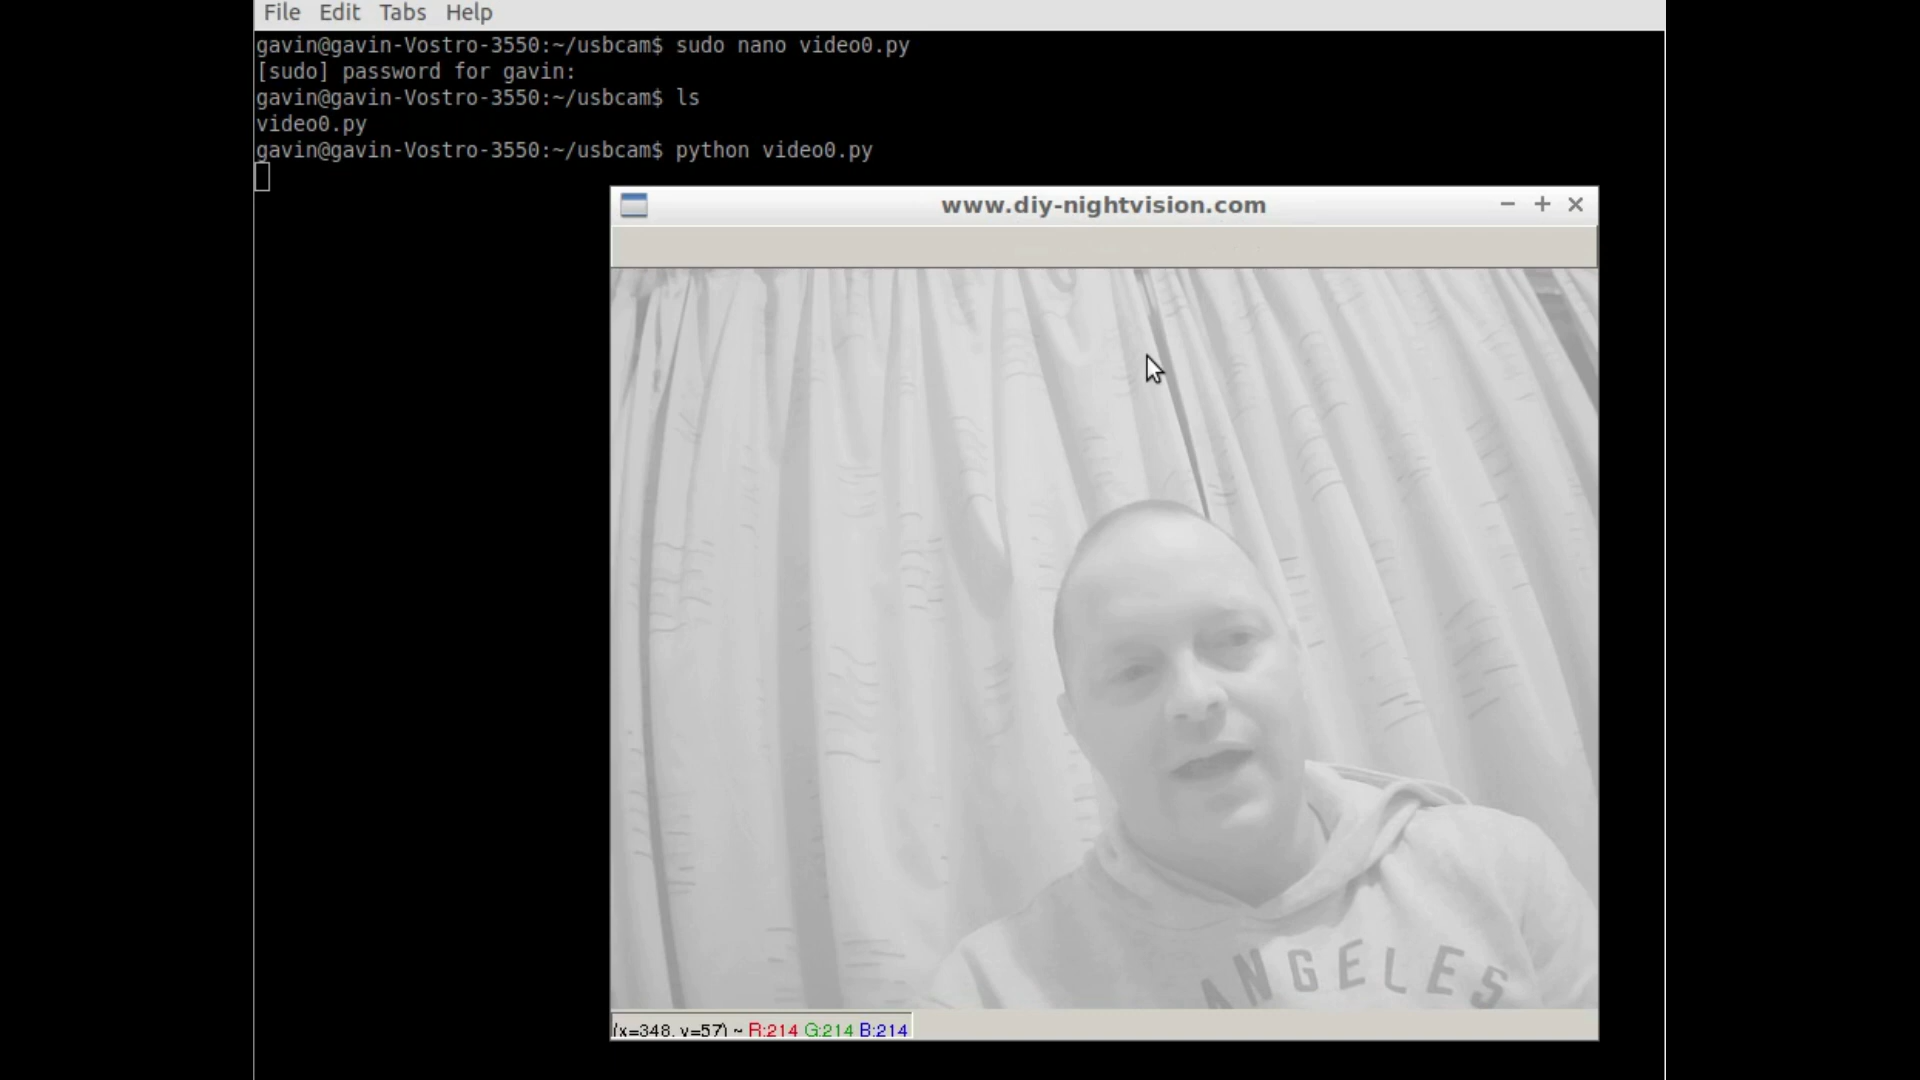 File Edit Tabs Help
gavin@gavin-Vostro-3550:~/usbcam$ sudo nano video0.py
[sudo] password for gavin:
gavin@gavin-Vostro-3550:~/usbcam$ ls
video0.py
gavin@gavin-Vostro-3550:~/usbcam$ python video0.py
www.diy-nightvision.com
ANGELES
(x=348, y=57) ~ R:214 G:214 B:214